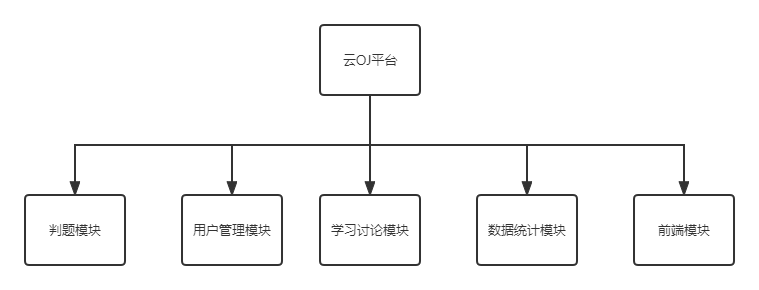 云OJ平台
判题模块
用户管理模块
学习讨论模块
数据统计模块
前端模块